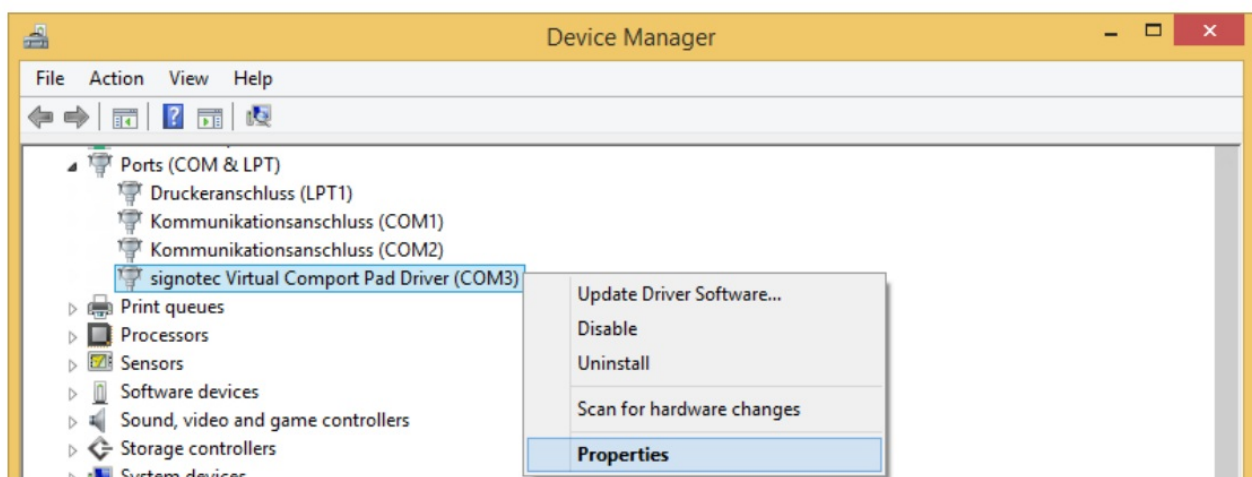 Device Manager
File Action View Help
Ports (COM & LPT)
Druckeranschluss (LPT1)
Kommunikationsanschluss (COM1)
Kommunikationsanschluss (COM2)
signotec Virtual Comport Pad Driver (COM3)
Print queues
Processors
Sensors
Software devices
Sound, video and game controllers
Storage controllers
System devices
Update Driver Software...
Disable
Uninstall
Scan for hardware changes
Properties